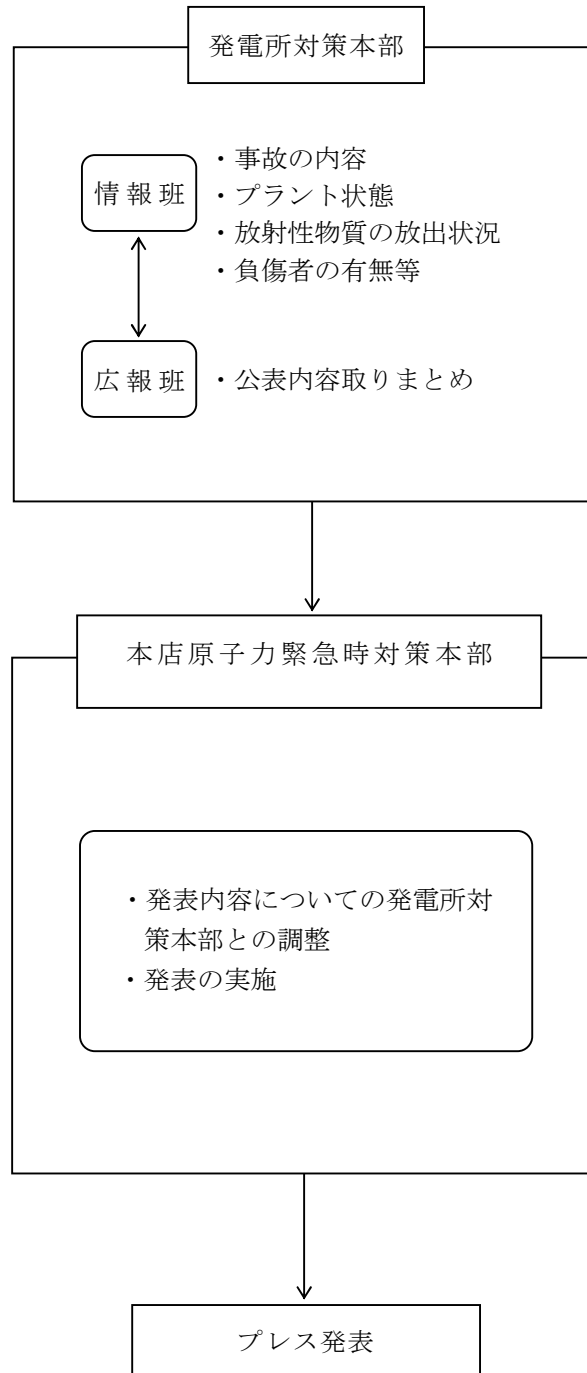 発電所対策本部
情報班
・事故の内容
・プラント状態
・放射性物質の放出状況
・負傷者の有無等
広報班
・公表内容取りまとめ
本店原子力緊急時対策本部
・発表内容についての発電所対
策本部との調整
・発表の実施
プレス発表